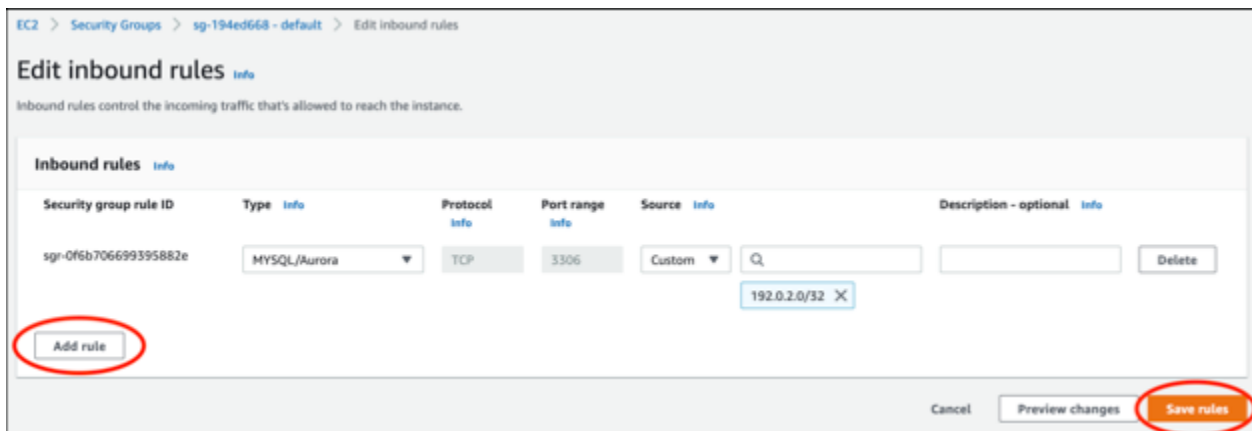 EC2 > Security Groups > sg-194ed668 - default > Edit inbound rules
Edit inbound rules Info
Inbound rules control the incoming traffic that's allowed to reach the instance.
Inbound rules Info
Security group rule ID Type Info Protocol Info Port range Info Source Info Description - optional Info
sgr-0f6b706699395882e MYSQL/Aurora TCP 3306 Custom Delete
192.0.2.0/32
Add rule
Cancel Preview changes Save rules